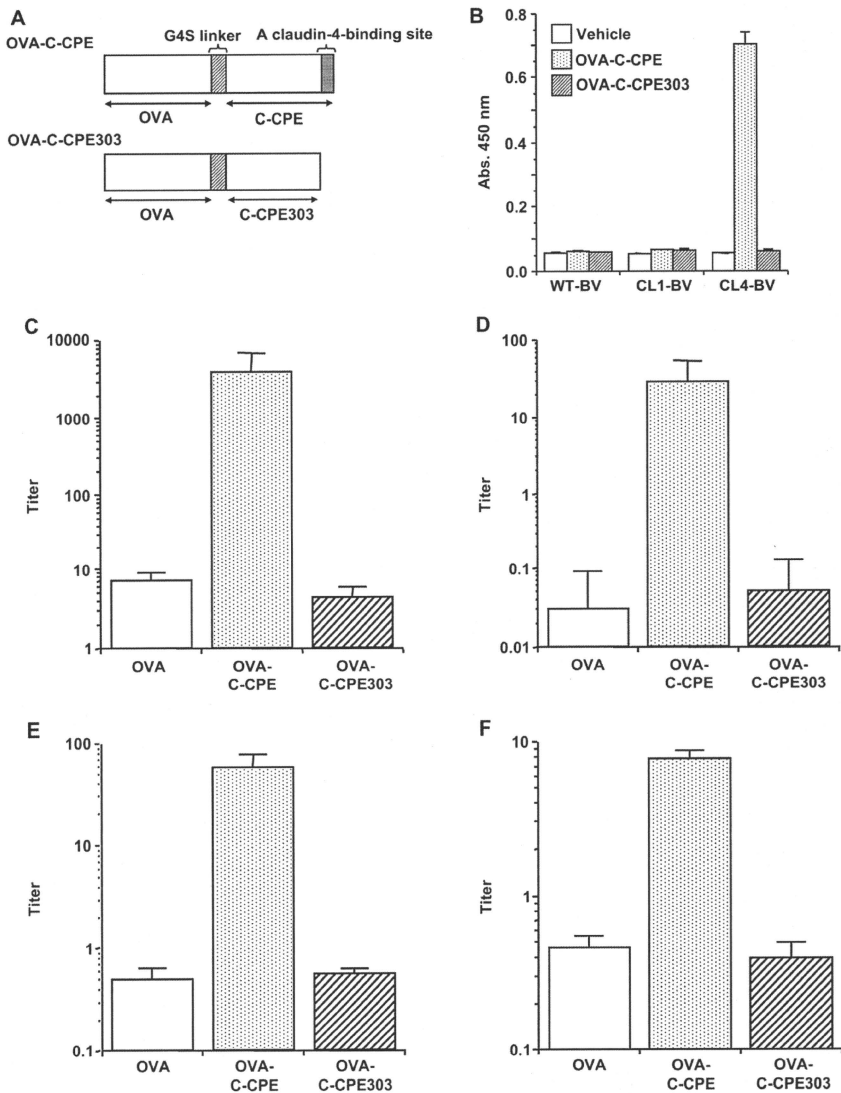 A
OVA-C-CPE
G4S linker A claudin-4-binding site
OVA C-CPE
OVA-C-CPE303
OVA C-CPE303
B
Vehicle
OVA-C-CPE
OVA-C-CPE303
Abs. 450 nm
0.8
0.6
0.4
0.2
0.0
WT-BV CL1-BV CL4-BV
C
Titer
10000
1000
100
10
1
OVA OVA- OVA-
C-CPE C-CPE303
D
Titer
100
10
1
0.1
0.01
OVA OVA- OVA-
C-CPE C-CPE303
E
Titer
100
10
1
0.1
OVA OVA- OVA-
C-CPE C-CPE303
F
Titer
10
1
0.1
OVA OVA- OVA-
C-CPE C-CPE303